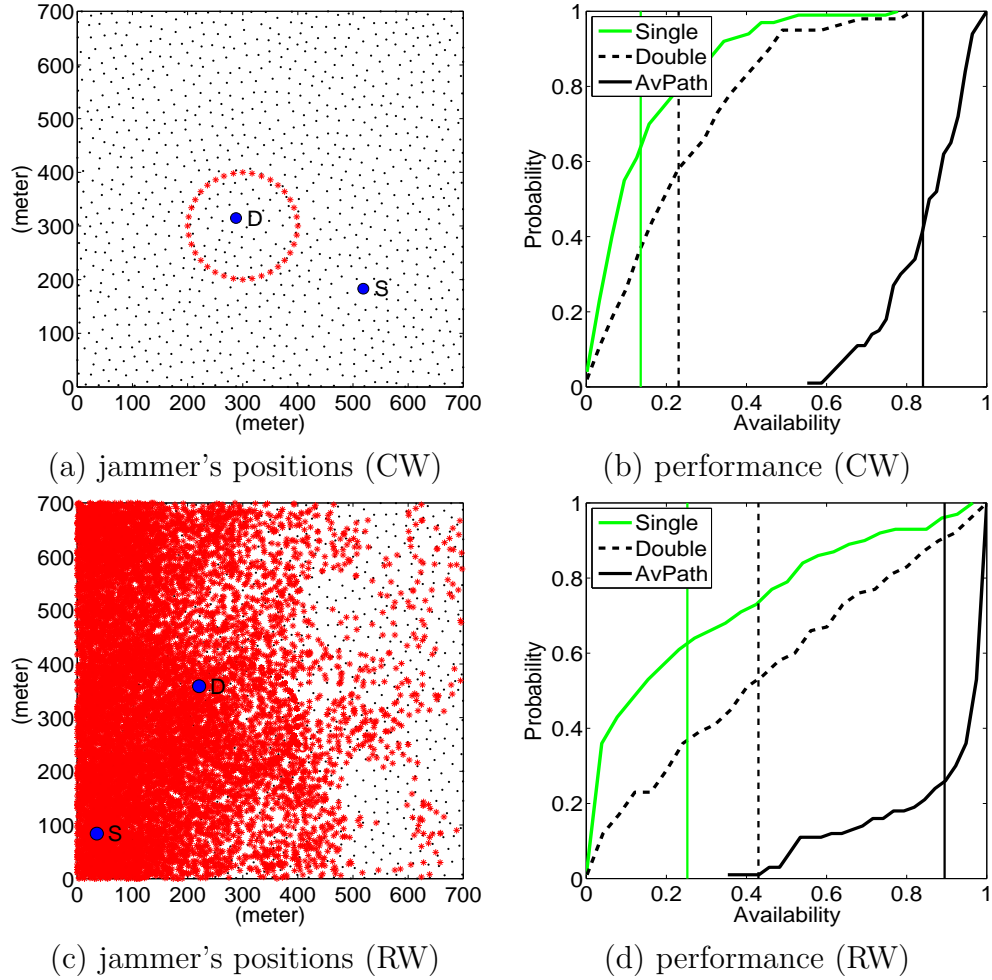 700
600
500
400
300
200
100
0
(meter)
D
S
0 100 200 300 400 500 600 700
(meter)
(a) jammer's positions (CW)
1
0.8
0.6
0.4
0.2
0
Probability
Single
Double
AvPath
0 0.2 0.4 0.6 0.8 1
Availability
(b) performance (CW)
700
600
500
400
300
200
100
0
(meter)
D
S
0 100 200 300 400 500 600 700
(meter)
(c) jammer's positions (RW)
1
0.8
0.6
0.4
0.2
0
Probability
Single
Double
AvPath
0 0.2 0.4 0.6 0.8 1
Availability
(d) performance (RW)